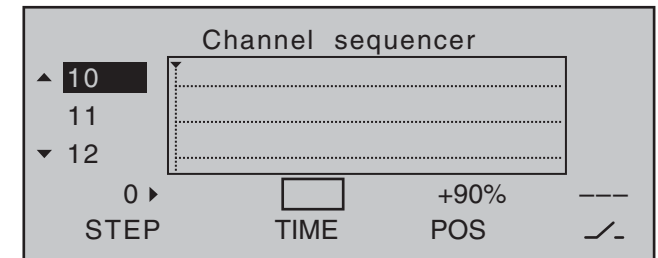 Channel sequencer
10
11
12
0 +90% ---
STEP TIME POS